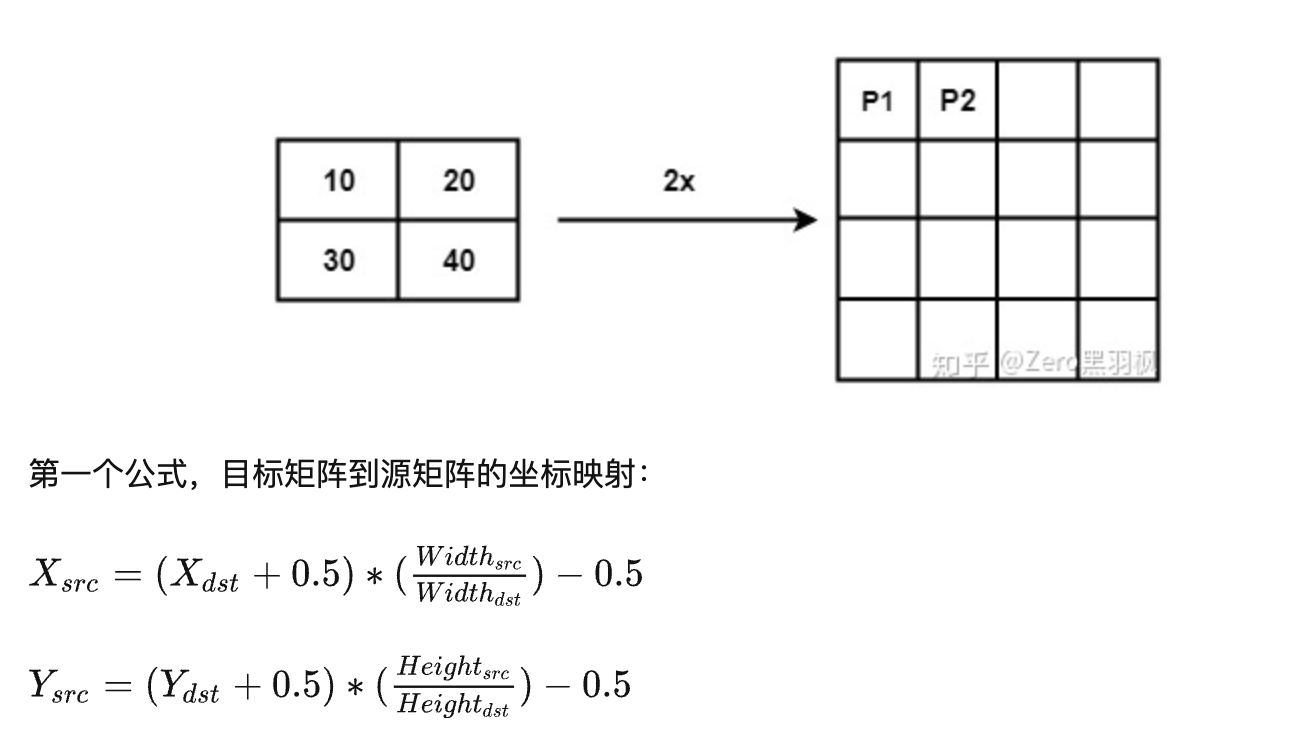 P1 P2
10 20
2x
30 40
知乎 @Zero黑羽枫
第一个公式，目标矩阵到源矩阵的坐标映射：
X_{src} = (X_{dst} + 0.5) * (\frac{Width_{src}}{Width_{dst}}) − 0.5
Y_{src} = (Y_{dst} + 0.5) * (\frac{Height_{src}}{Height_{dst}}) − 0.5